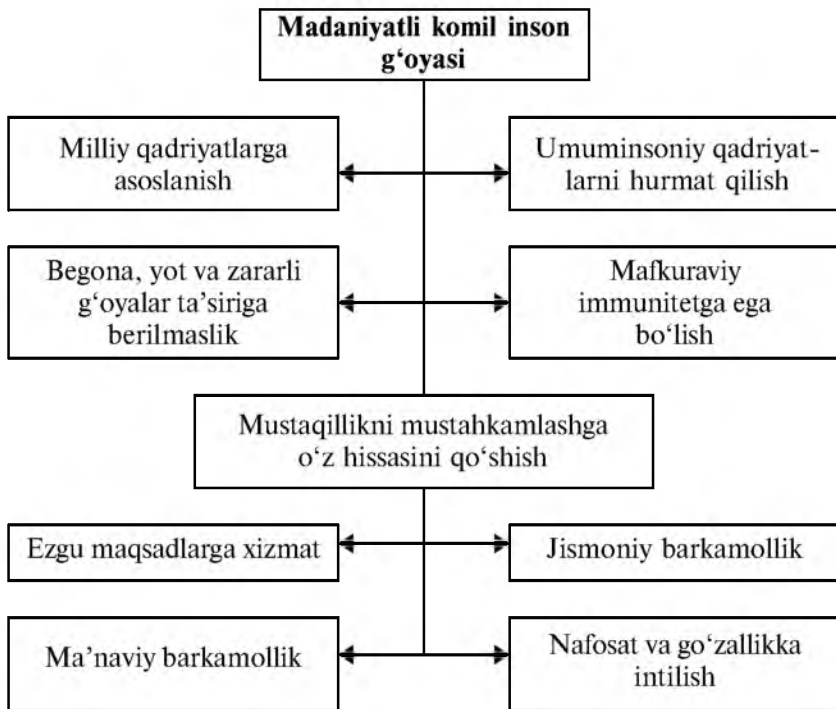 Madaniyatli komil inson
g‘oyasi
Milliy qadriyatlarga
asoslanish
Umuminsoniy qadriyat-
larni hurmat qilish
Begona, yot va zararli
g‘oyalar ta’siriga
berilmaslik
Mafkuraviy
immunitetga ega
bo‘lish
Mustaqillikni mustahkamlashga
o‘z hissasini qo‘shish
Ezgu maqsadlarga xizmat
Jismoniy barkamollik
Ma’naviy barkamollik
Nafosat va go‘zallikka
intilish